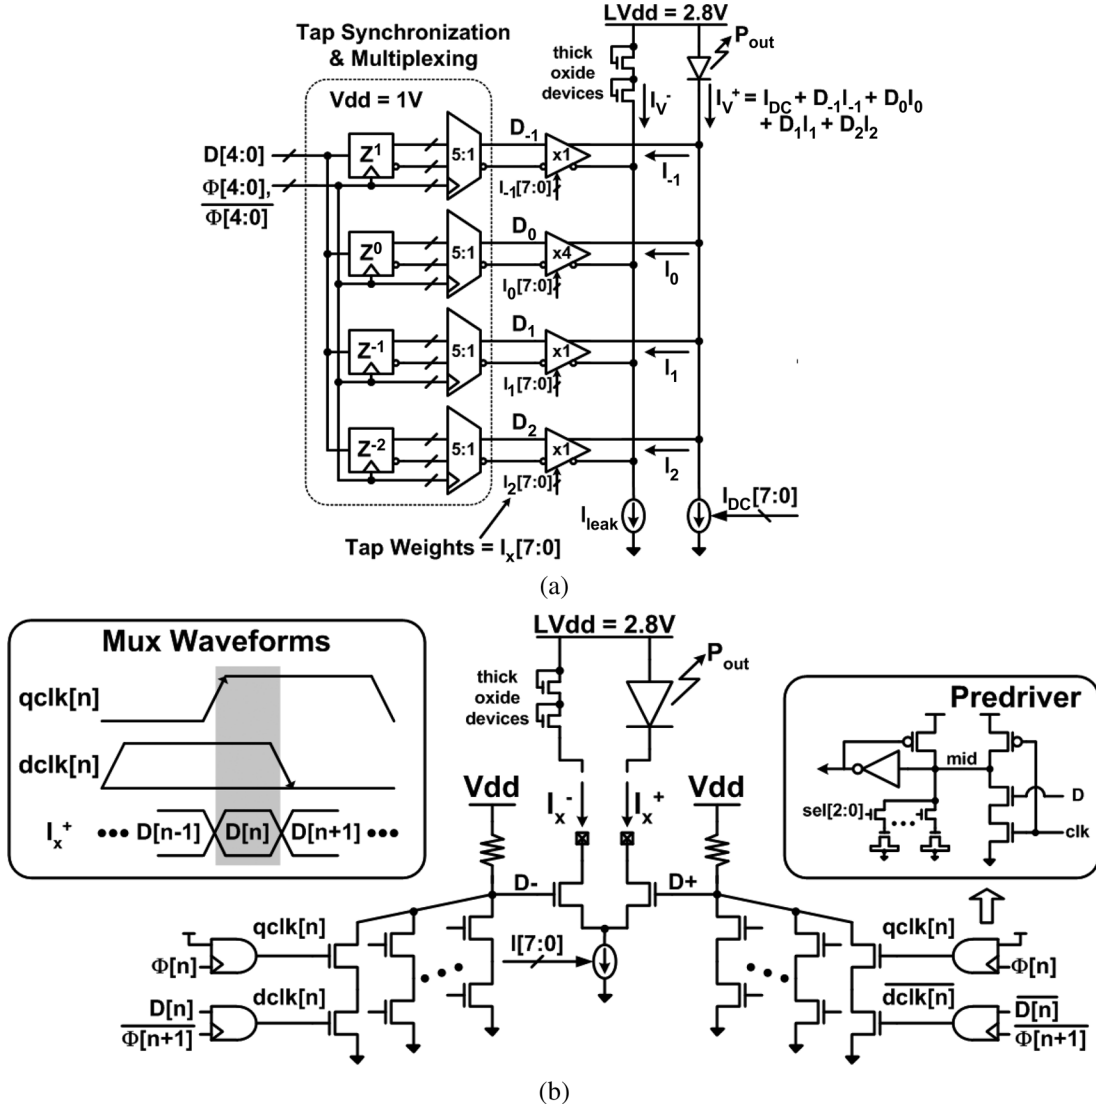 LVdd = 2.8V
Tap Synchronization
& Multiplexing
Vdd = 1V
thick
oxide
devices
P_out
I_V^-
I_V^+ = I_DC + D_-1I_-1 + D_0I_0
+ D_1I_1 + D_2I_2
D[4:0]
Φ[4:0],
Φ[4:0]
Z^1
5:1
D_-1
x1
I_-1[7:0]
I_-1
Z^0
5:1
D_0
x4
I_0[7:0]
I_0
Z^-1
5:1
D_1
x1
I_1[7:0]
I_1
Z^-2
5:1
D_2
x1
I_2[7:0]
I_2
I_leak
I_DC[7:0]
Tap Weights = I_x[7:0]
(a)
Mux Waveforms
qclk[n]
dclk[n]
I_x^+ ••• D[n-1] D[n] D[n+1] •••
LVdd = 2.8V
thick
oxide
devices
P_out
Vdd
I_x^-
I_x^+
Vdd
D-
D+
I[7:0]
Predriver
mid
D
sel[2:0]
clk
qclk[n]
Φ[n]
dclk[n]
D[n]
Φ[n+1]
qclk[n]
Φ[n]
dclk[n]
D[n]
Φ[n+1]
(b)